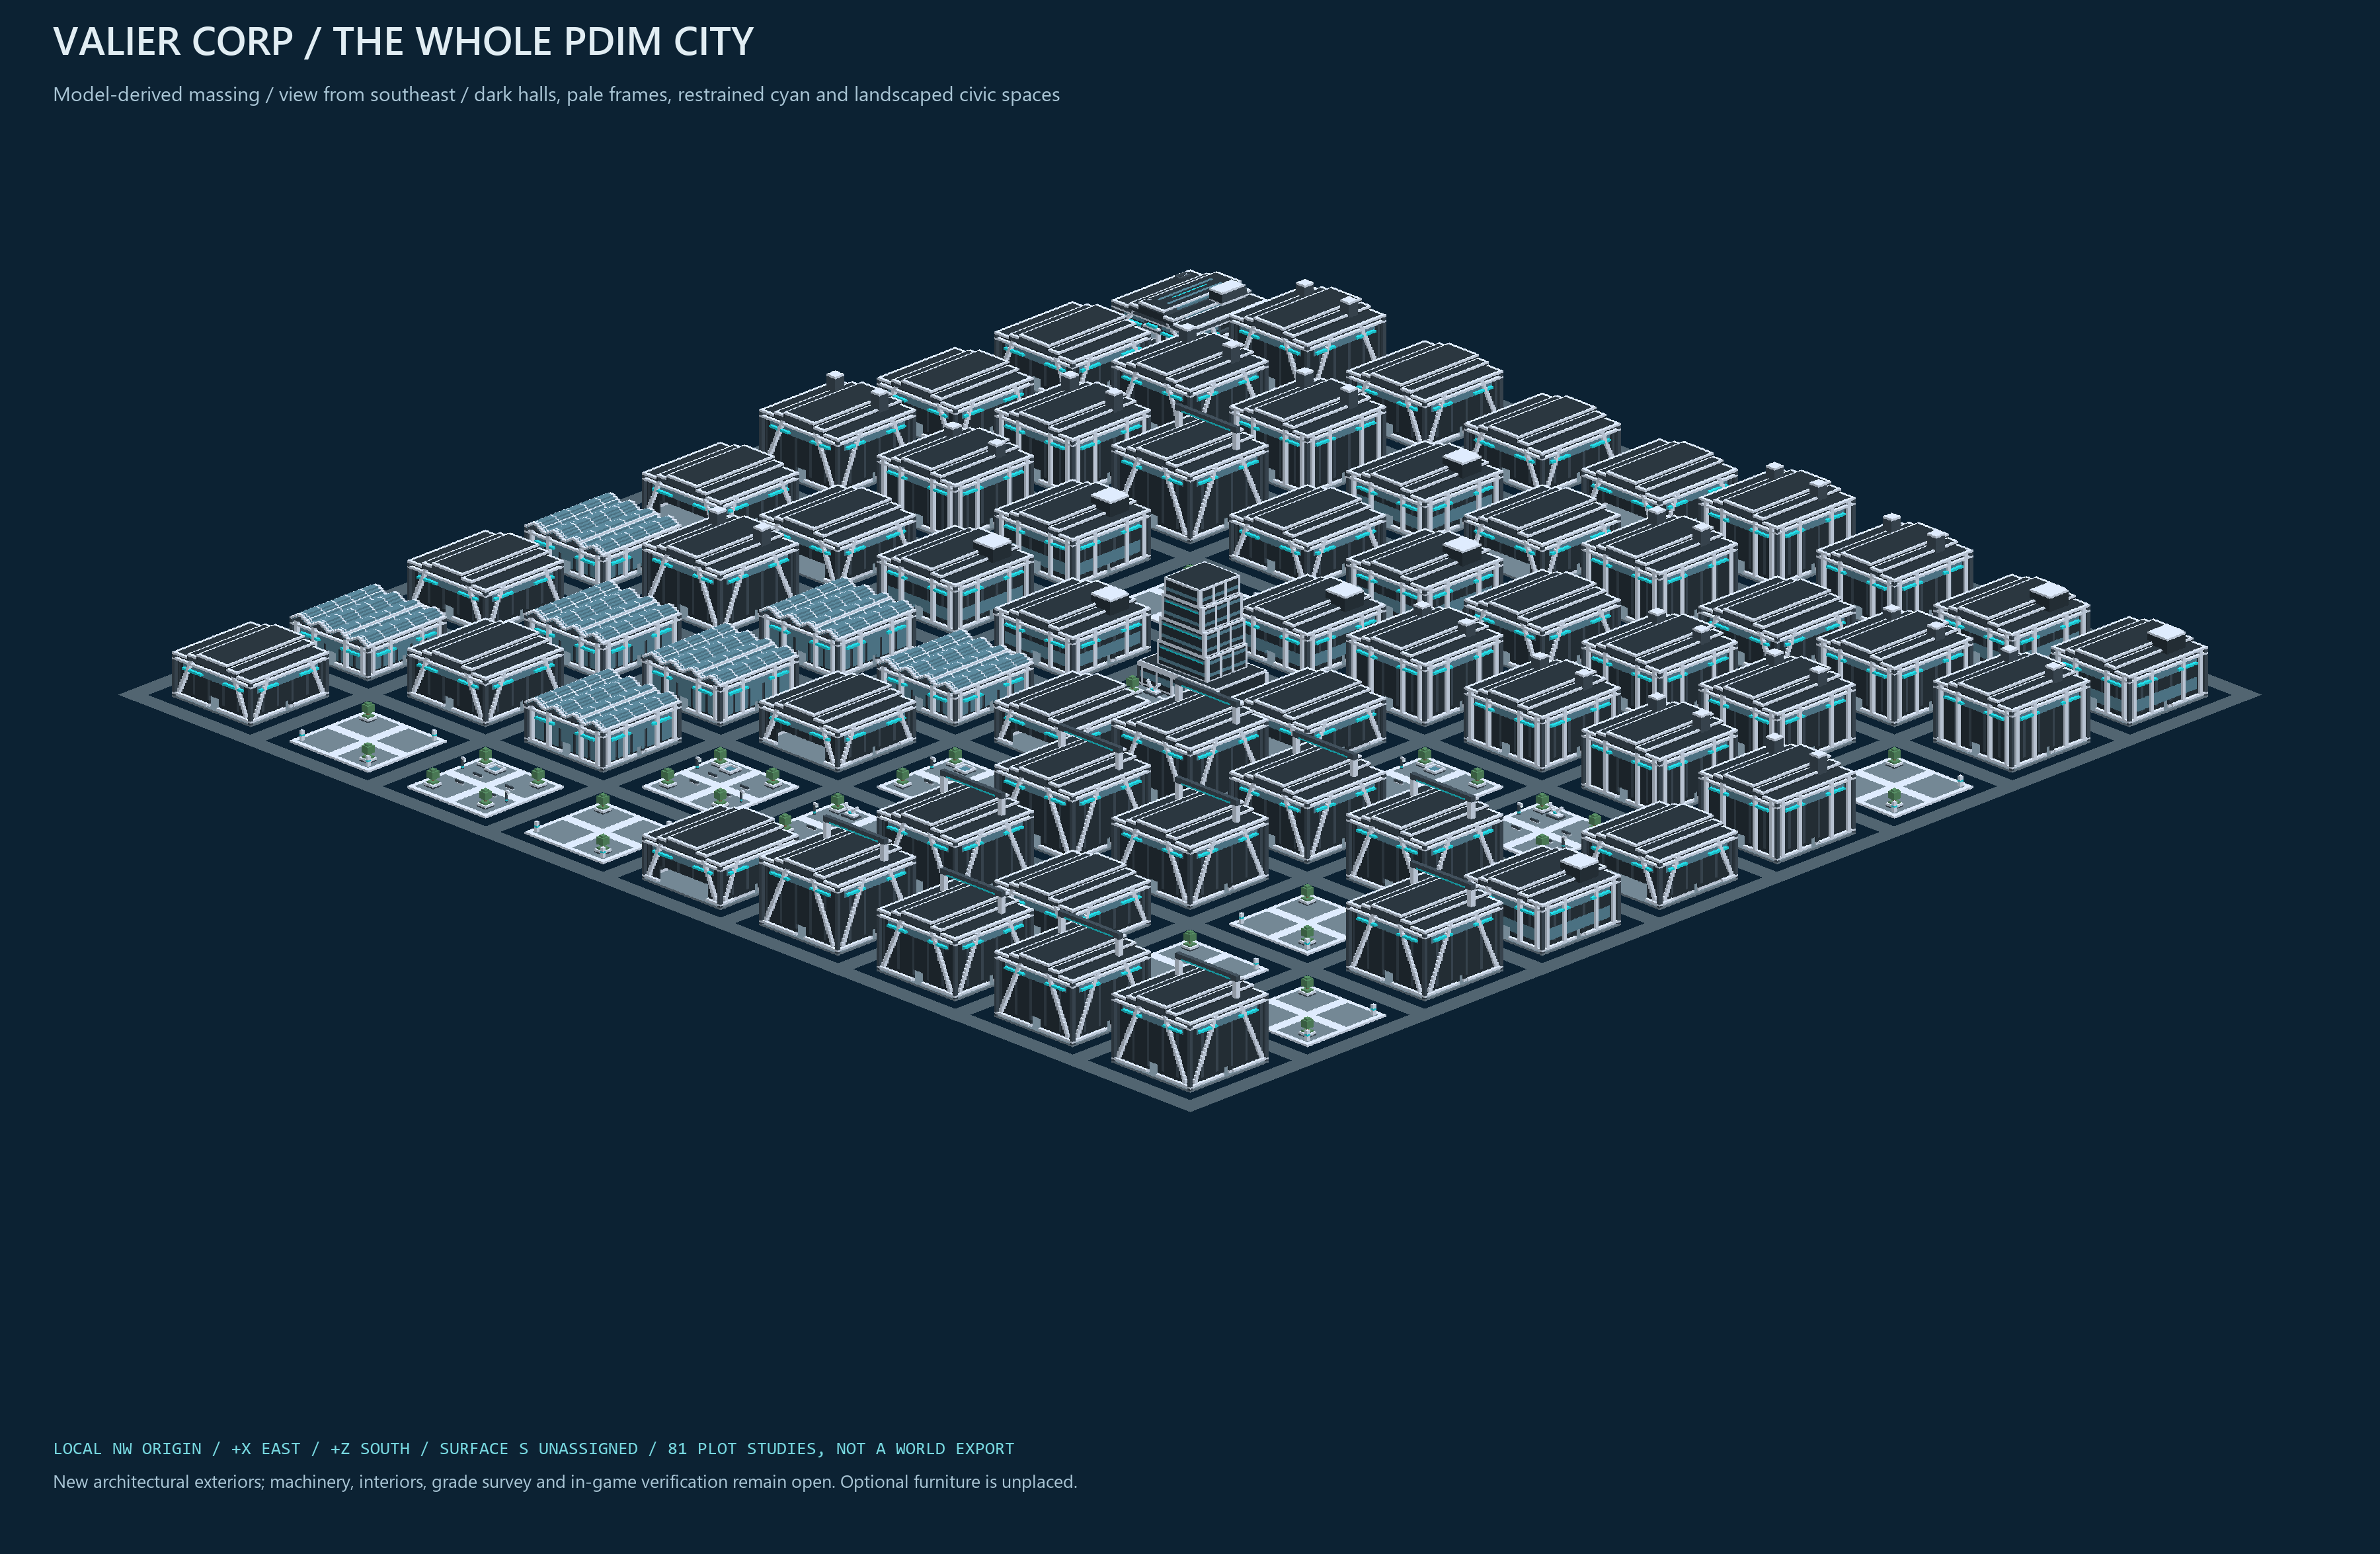 VALIER CORP / THE WHOLE PDIM CITY
Model-derived massing / view from southeast / dark halls, pale frames, restrained cyan and landscaped civic spaces
LOCAL NW ORIGIN / +X EAST / +Z SOUTH / SURFACE S UNASSIGNED / 81 PLOT STUDIES, NOT A WORLD EXPORT
New architectural exteriors; machinery, interiors, grade survey and in-game verification remain open. Optional furniture is unplaced.